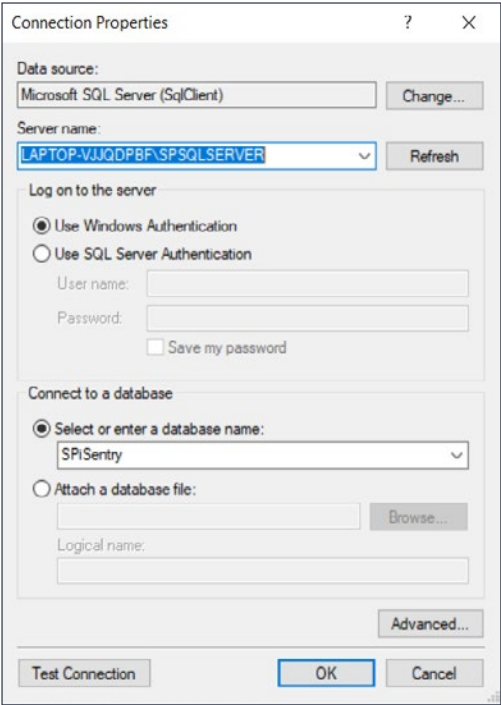 Connection Properties
? ×
Data source:
Microsoft SQL Server (SqlClient)
Change...
Server name:
LAPTOP-VJJQDPBF\SPSQLSERVER
Refresh
Log on to the server
Use Windows Authentication
Use SQL Server Authentication
User name:
Password:
Save my password
Connect to a database
Select or enter a database name:
SPiSentry
Attach a database file:
Browse...
Logical name:
Advanced...
Test Connection
OK
Cancel